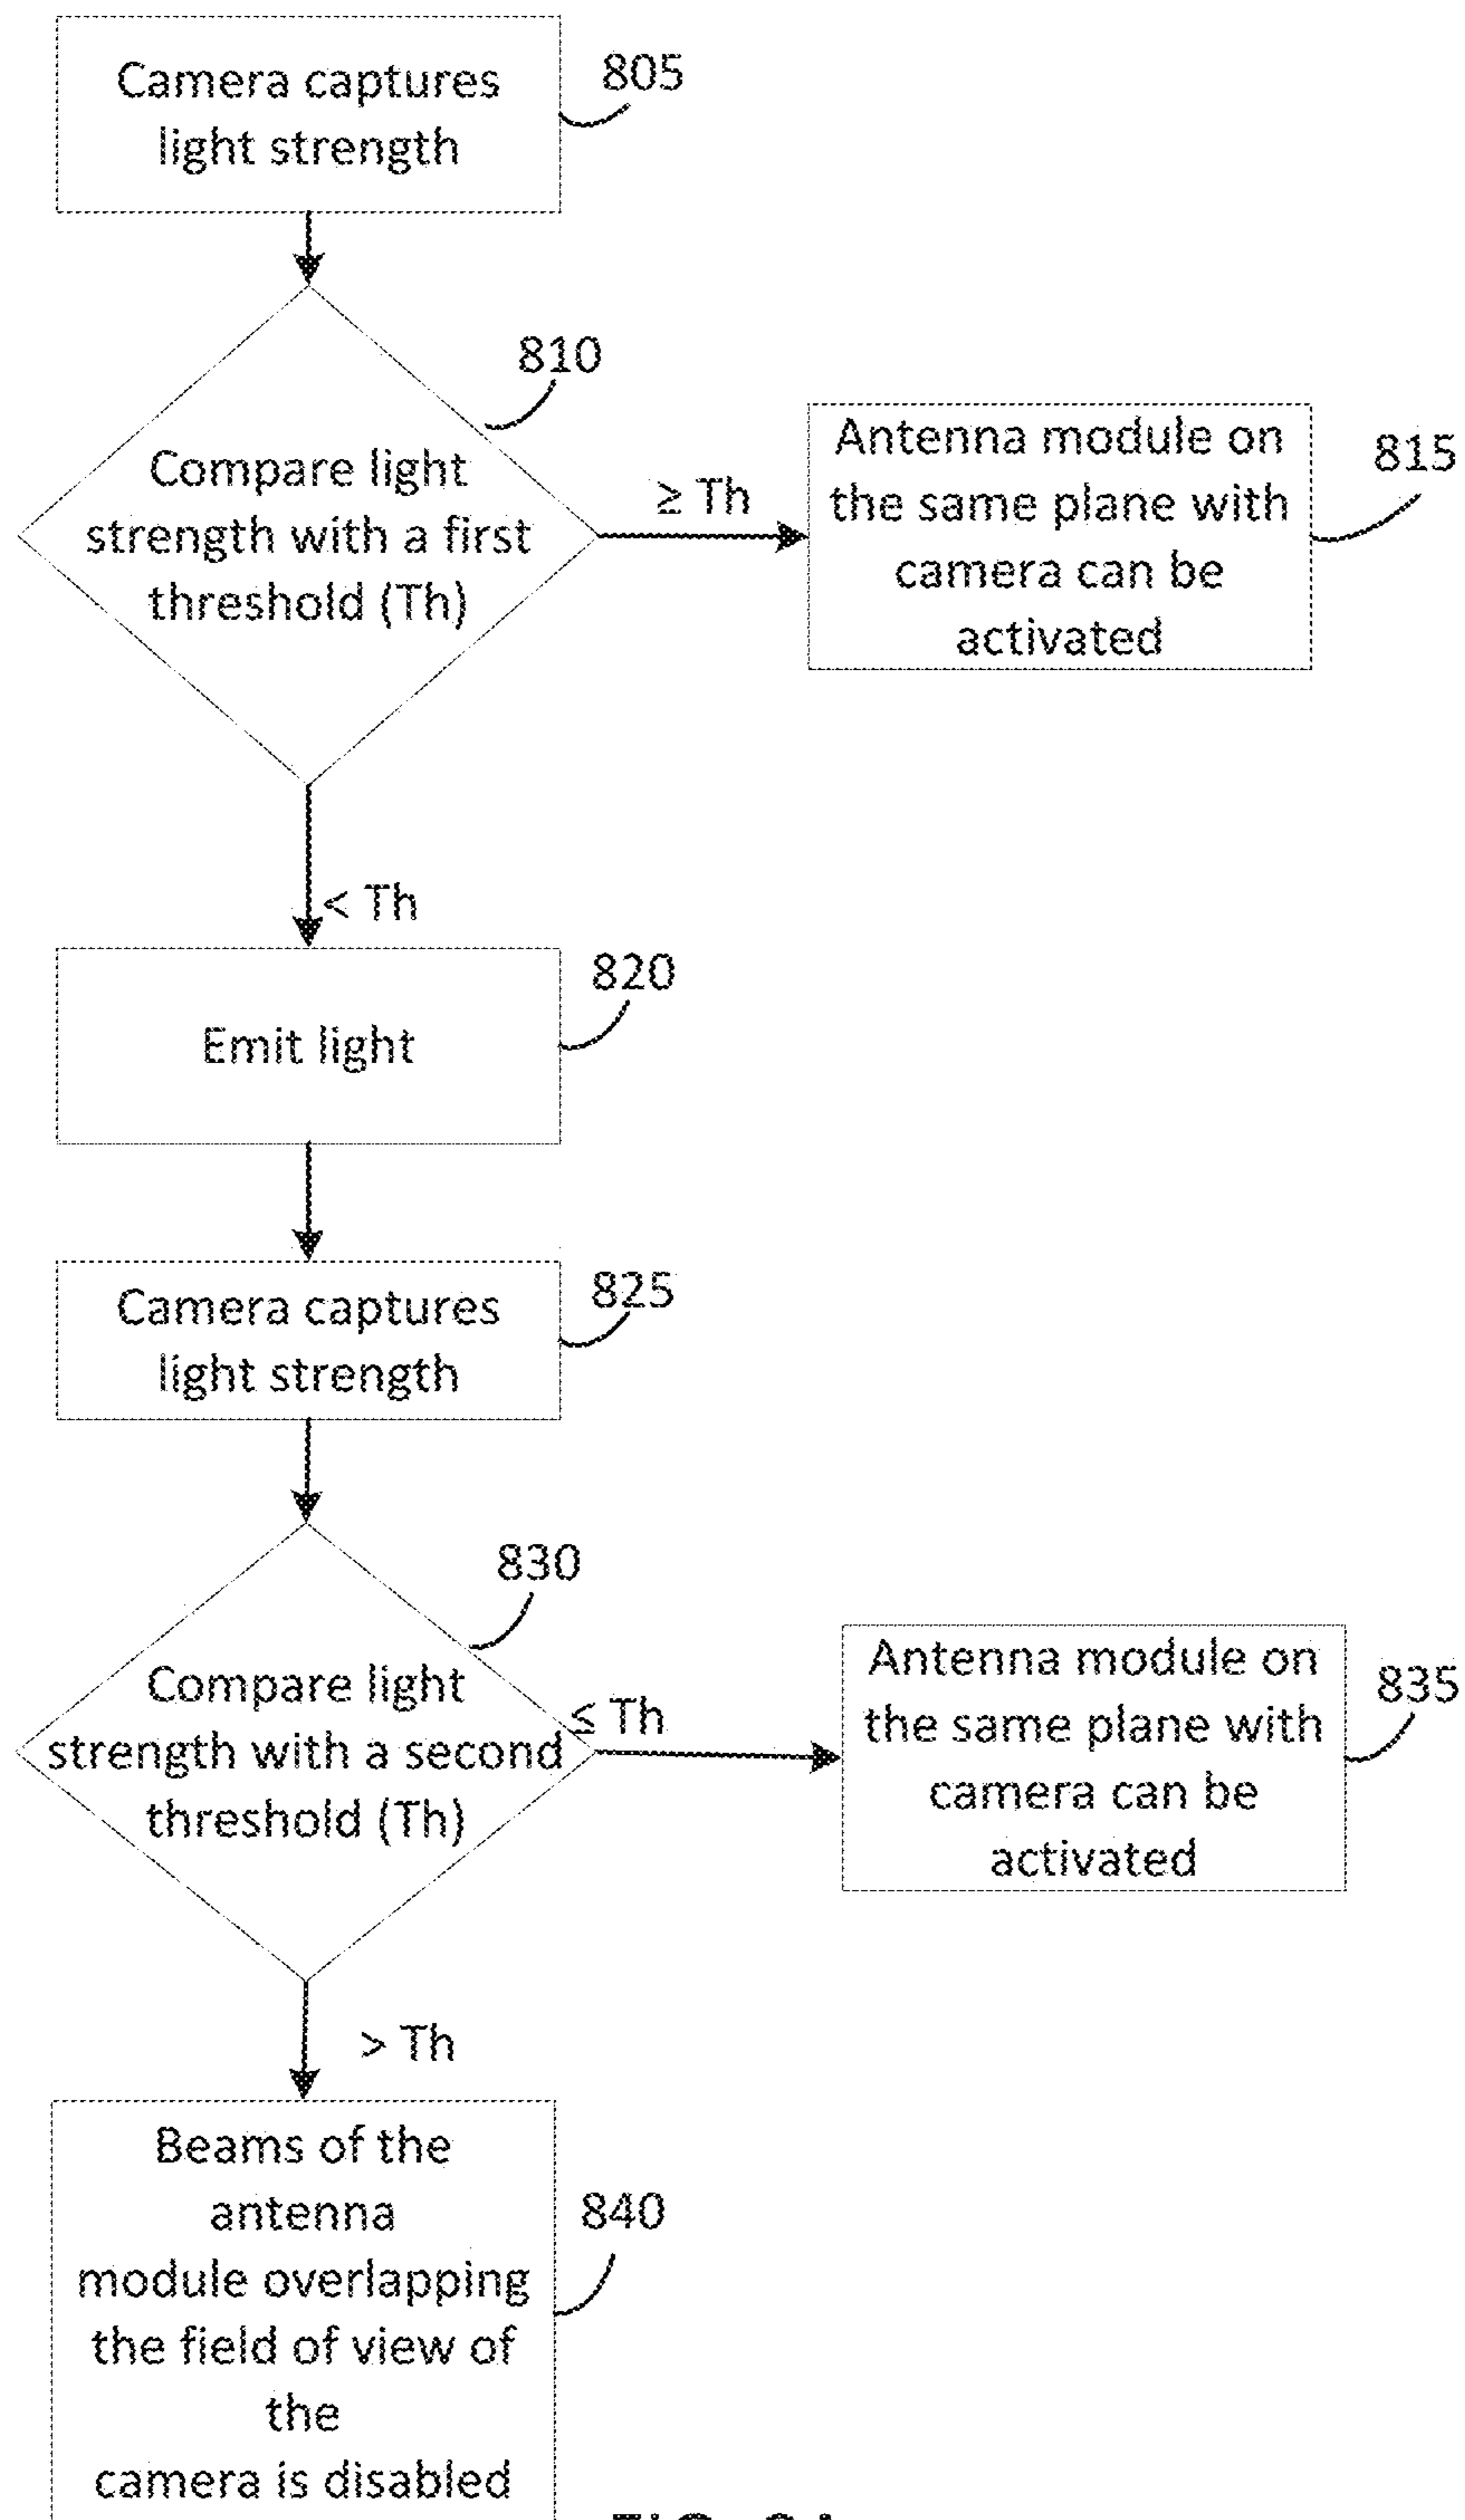 Camera captures
light strength
805
810
Compare light
strength with a first
threshold (Th)
≥ Th
Antenna module on
the same plane with
camera can be
activated
815
< Th
820
Emit light
825
Camera captures
light strength
830
Compare light
strength with a second
threshold (Th)
≤ Th
Antenna module on
the same plane with
camera can be
activated
835
> Th
Beams of the
antenna
module overlapping
the field of view of
the
camera is disabled
840